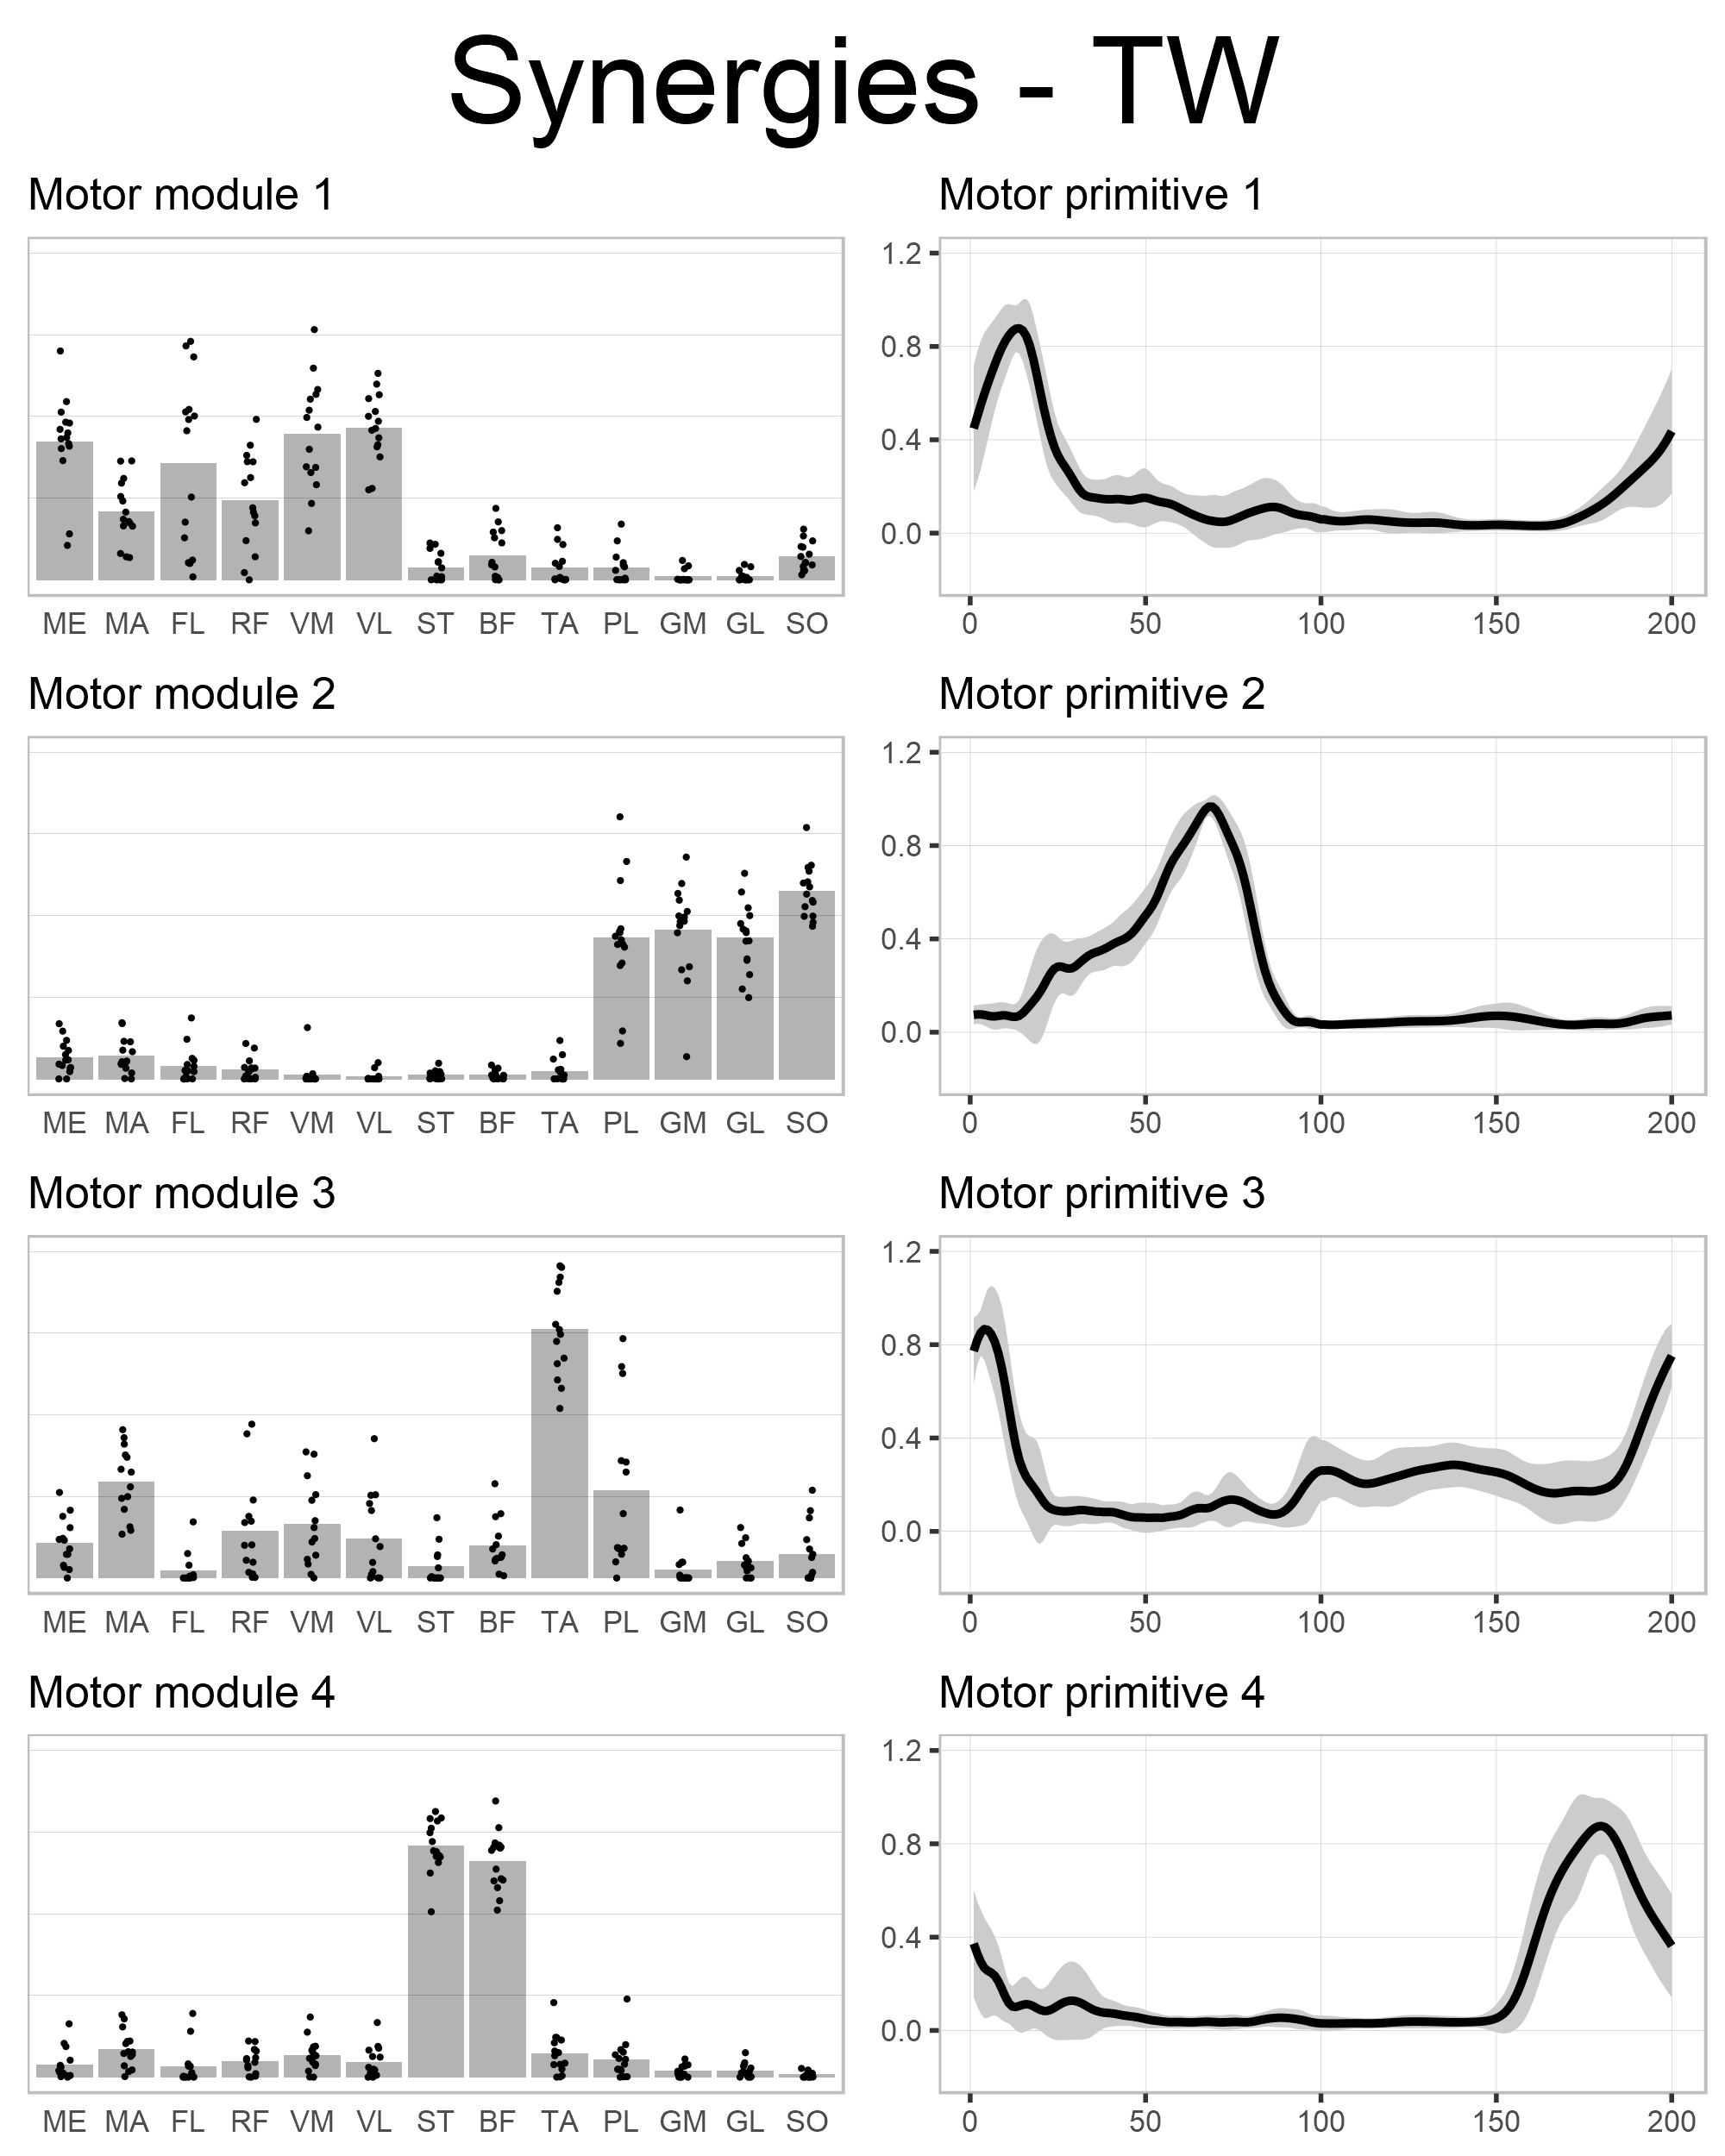 Synergies - TW
Motor module 1
Motor primitive 1
1.2
0.8
0.4
0.0
ME MA FL RF VM VL ST BF TA PL GM GL SO
0 50 100 150 200
Motor module 2
Motor primitive 2
1.2
0.8
0.4
0.0
ME MA FL RF VM VL ST BF TA PL GM GL SO
0 50 100 150 200
Motor module 3
Motor primitive 3
1.2
0.8
0.4
0.0
ME MA FL RF VM VL ST BF TA PL GM GL SO
0 50 100 150 200
Motor module 4
Motor primitive 4
1.2
0.8
0.4
0.0
ME MA FL RF VM VL ST BF TA PL GM GL SO
0 50 100 150 200